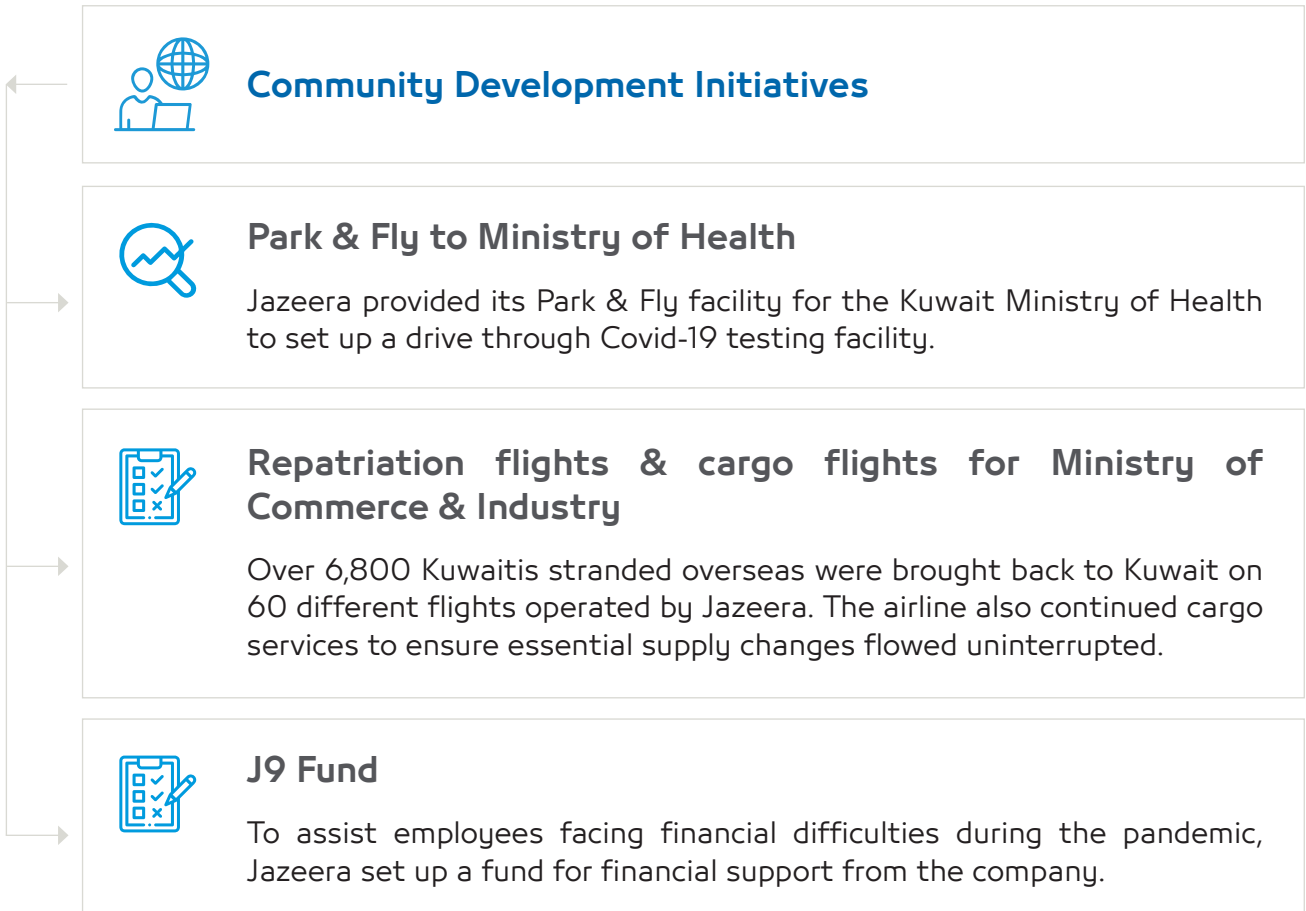 Community Development Initiatives
Park & Fly to Ministry of Health
Jazeera provided its Park & Fly facility for the Kuwait Ministry of Health
to set up a drive through Covid-19 testing facility.
Repatriation flights & cargo flights for Ministry of
Commerce & Industry
Over 6,800 Kuwaitis stranded overseas were brought back to Kuwait on
60 different flights operated by Jazeera. The airline also continued cargo
services to ensure essential supply changes flowed uninterrupted.
J9 Fund
To assist employees facing financial difficulties during the pandemic,
Jazeera set up a fund for financial support from the company.